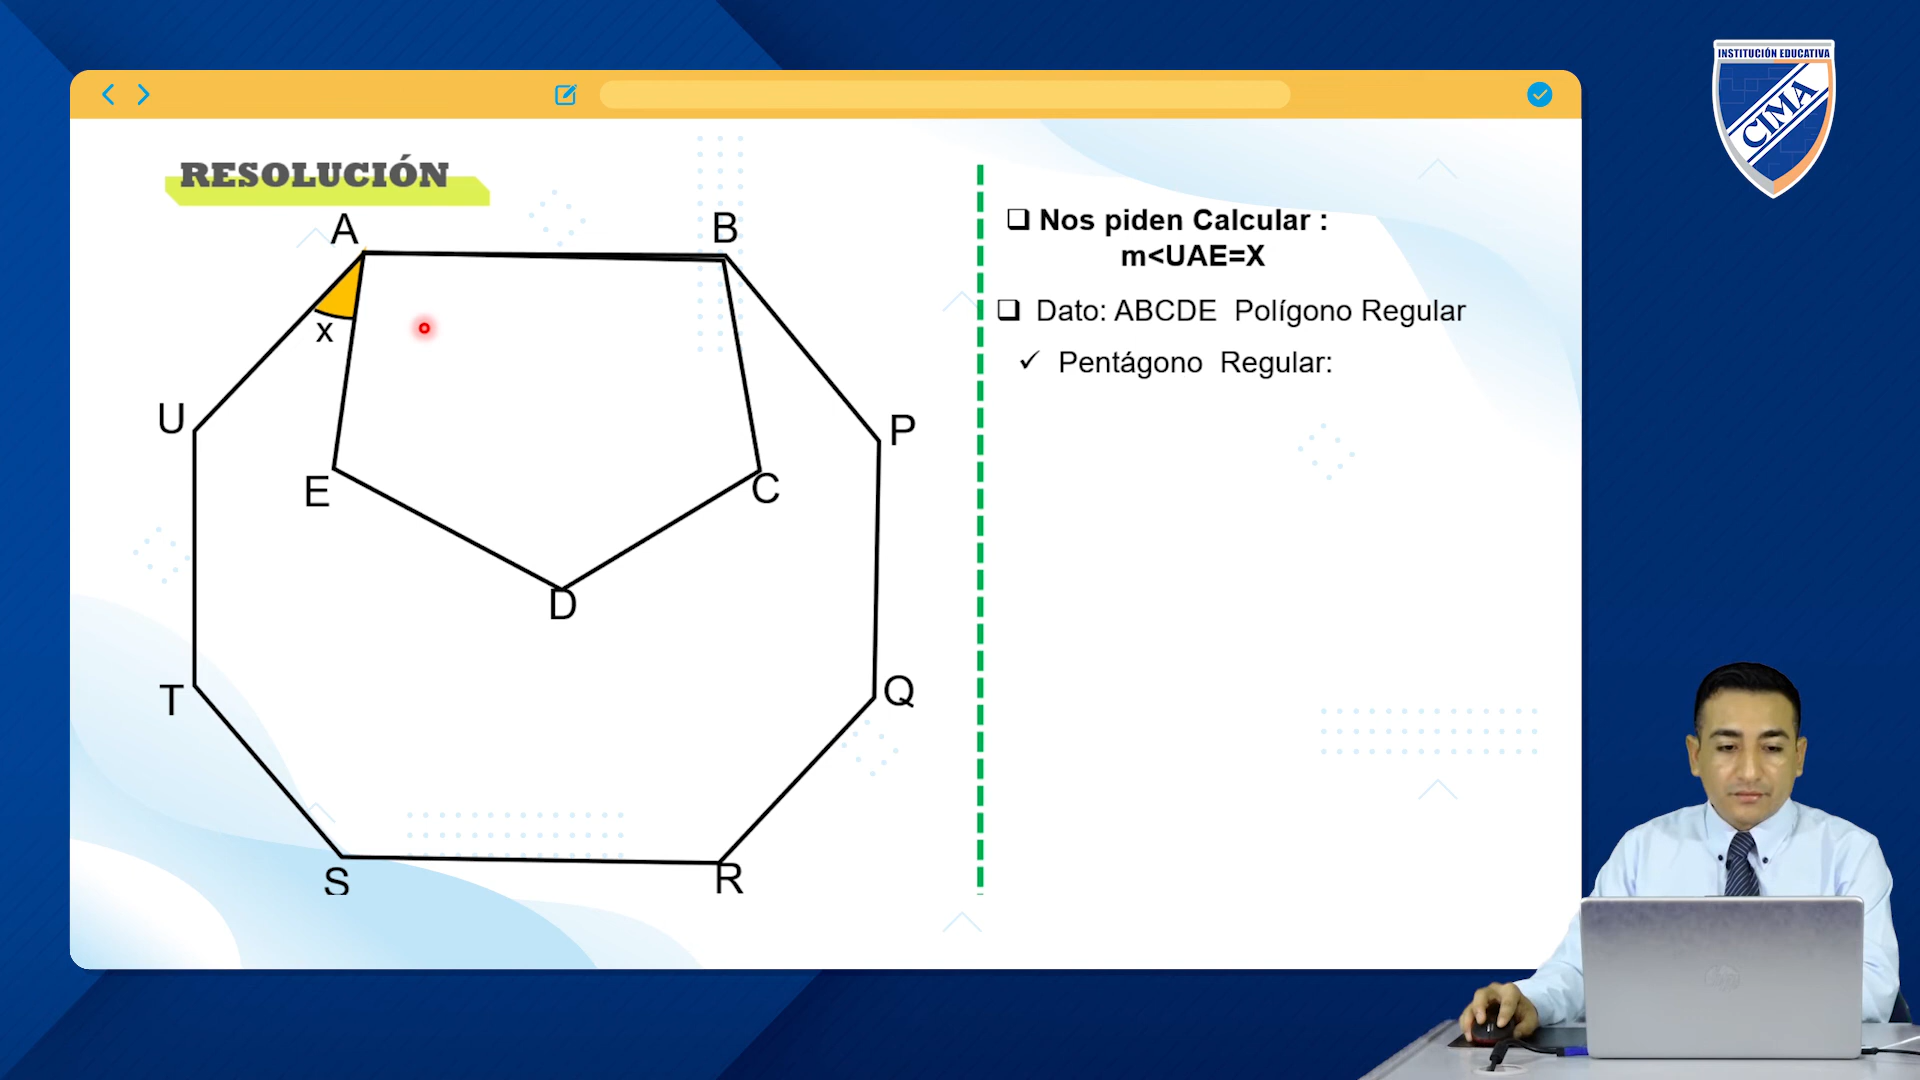 INSTITUCIÓN EDUCATIVA
CIMA
RESOLUCIÓN
A
B
x
U
P
E
C
D
T
Q
S
R
❑ Nos piden Calcular :
m<UAE=X
❑ Dato: ABCDE Polígono Regular
✓ Pentágono Regular: